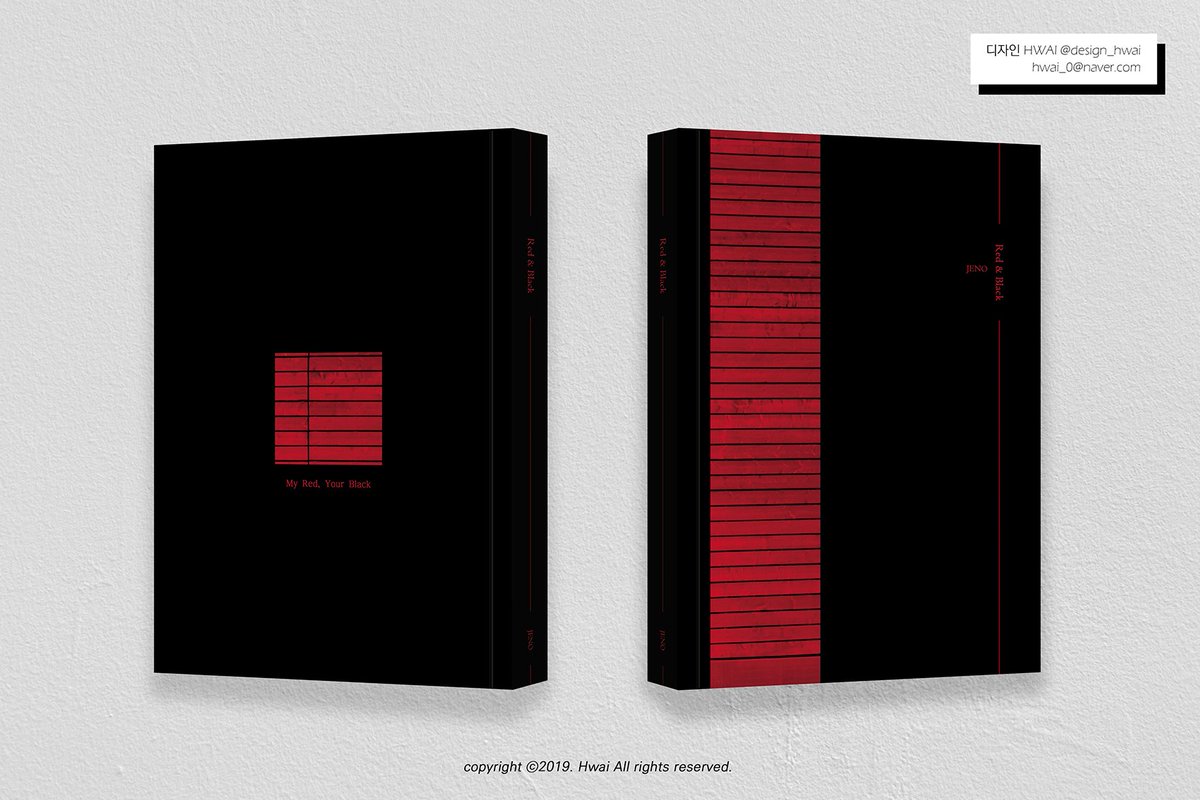 디자인 HWAI @design_hwai
hwai_0@naver.com
My Red, Your Black
Red & Black
JENO
Red & Black
JENO
Red & Black
JENO
copyright ©2019. Hwai All rights reserved.